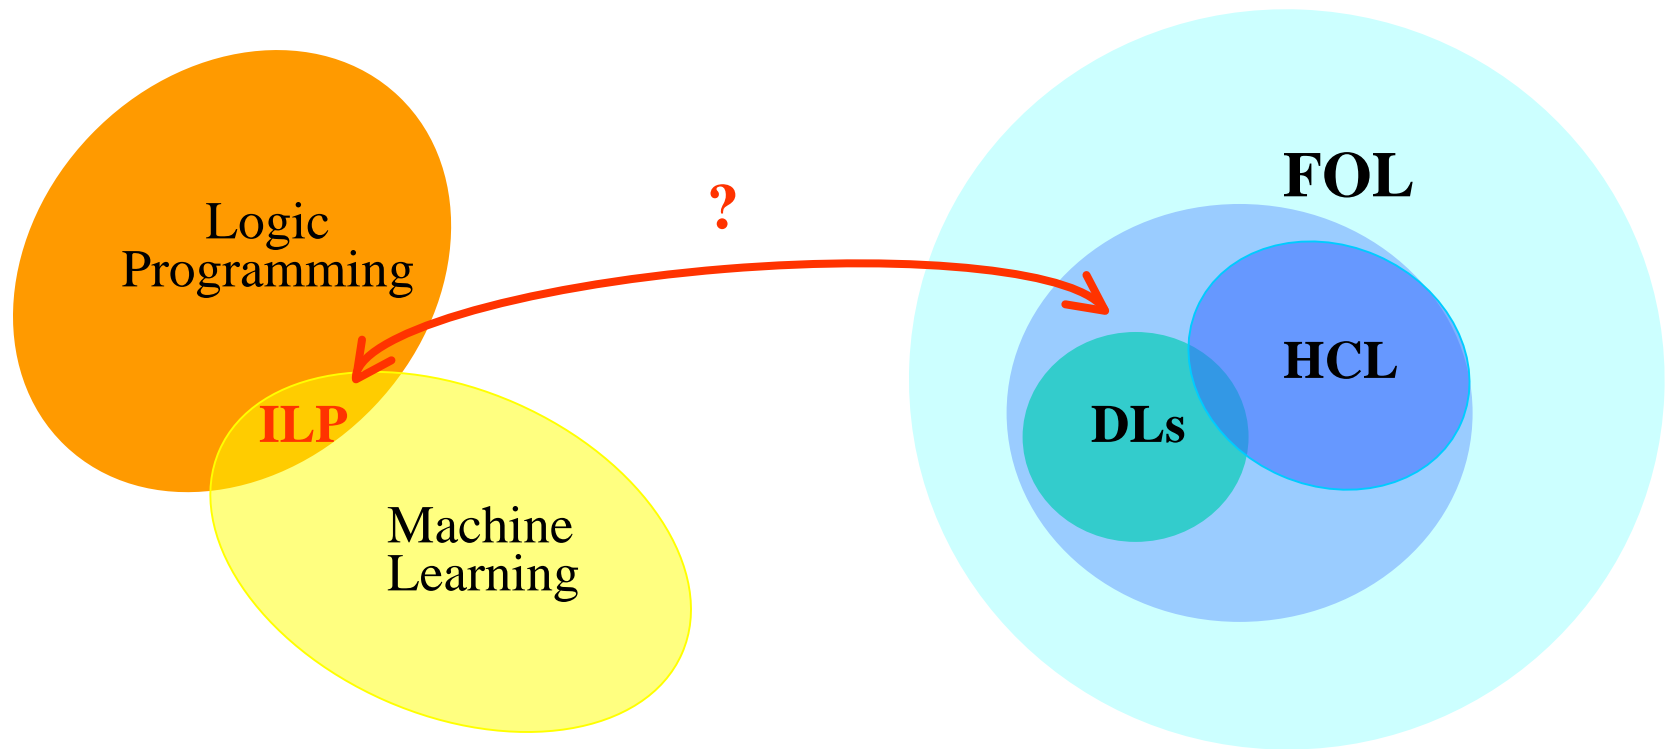 Logic
Programming
ILP
Machine
Learning
?
FOL
HCL
DLs